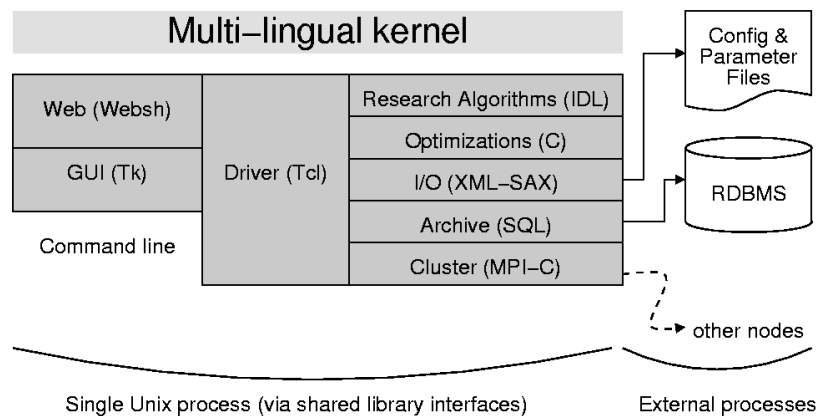 Multi–lingual kernel
Config &
Parameter
Files
Web (Websh)
GUI (Tk)
Command line
Driver (Tcl)
Research Algorithms (IDL)
Optimizations (C)
I/O (XML–SAX)
Archive (SQL)
Cluster (MPI–C)
RDBMS
other nodes
Single Unix process (via shared library interfaces)
External processes